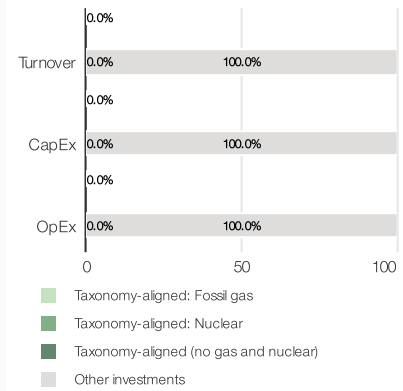 0.0%
Turnover 0.0% 100.0%
0.0%
CapEx 0.0% 100.0%
0.0%
OpEx 0.0% 100.0%
0 50 100
Taxonomy-aligned: Fossil gas
Taxonomy-aligned: Nuclear
Taxonomy-aligned (no gas and nuclear)
Other investments